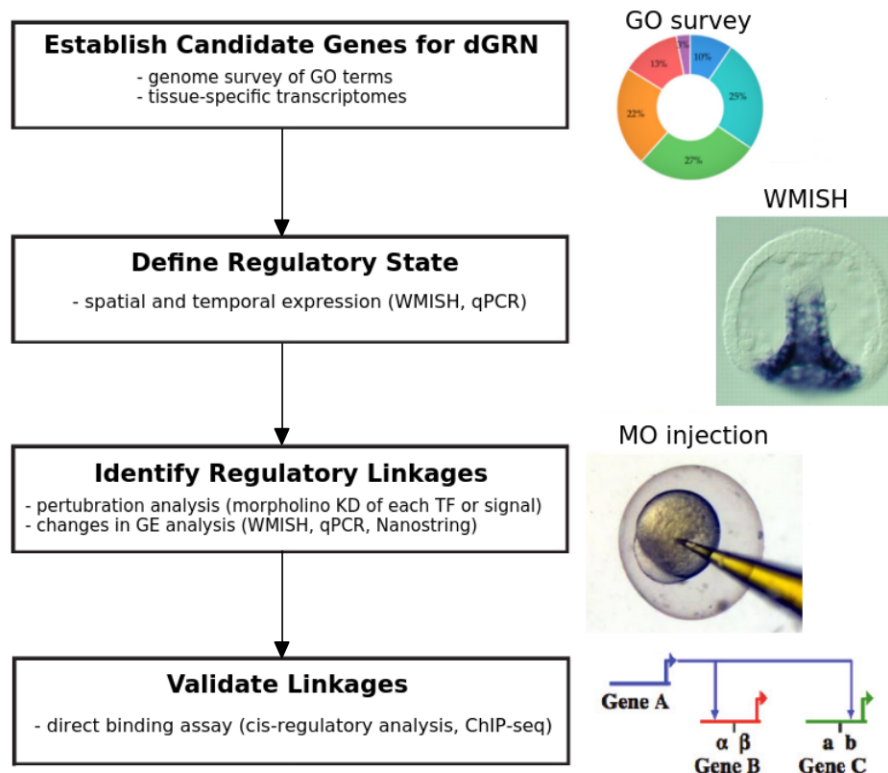 Establish Candidate Genes for dGRN
- genome survey of GO terms
- tissue-specific transcriptomes
GO survey
3%
10%
13%
25%
22%
27%
WMISH
Define Regulatory State
- spatial and temporal expression (WMISH, qPCR)
MO injection
Identify Regulatory Linkages
- pertubration analysis (morpholino KD of each TF or signal)
- changes in GE analysis (WMISH, qPCR, Nanostring)
Validate Linkages
- direct binding assay (cis-regulatory analysis, ChIP-seq)
Gene A
α β
Gene B
a b
Gene C